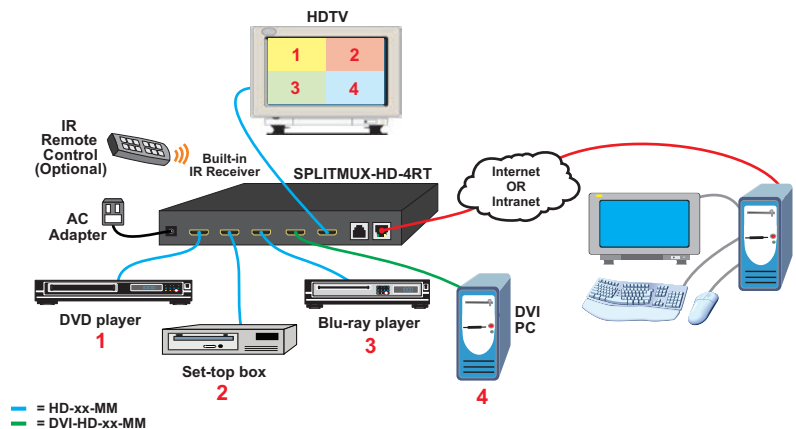 HDTV
1
2
3
4
IR
Remote
Control
(Optional)
Built-in
IR Receiver
SPLITMUX-HD-4RT
Internet
OR
Intranet
AC
Adapter
DVD player
1
Set-top box
2
Blu-ray player
3
DVI
PC
4
= HD-xx-MM
= DVI-HD-xx-MM